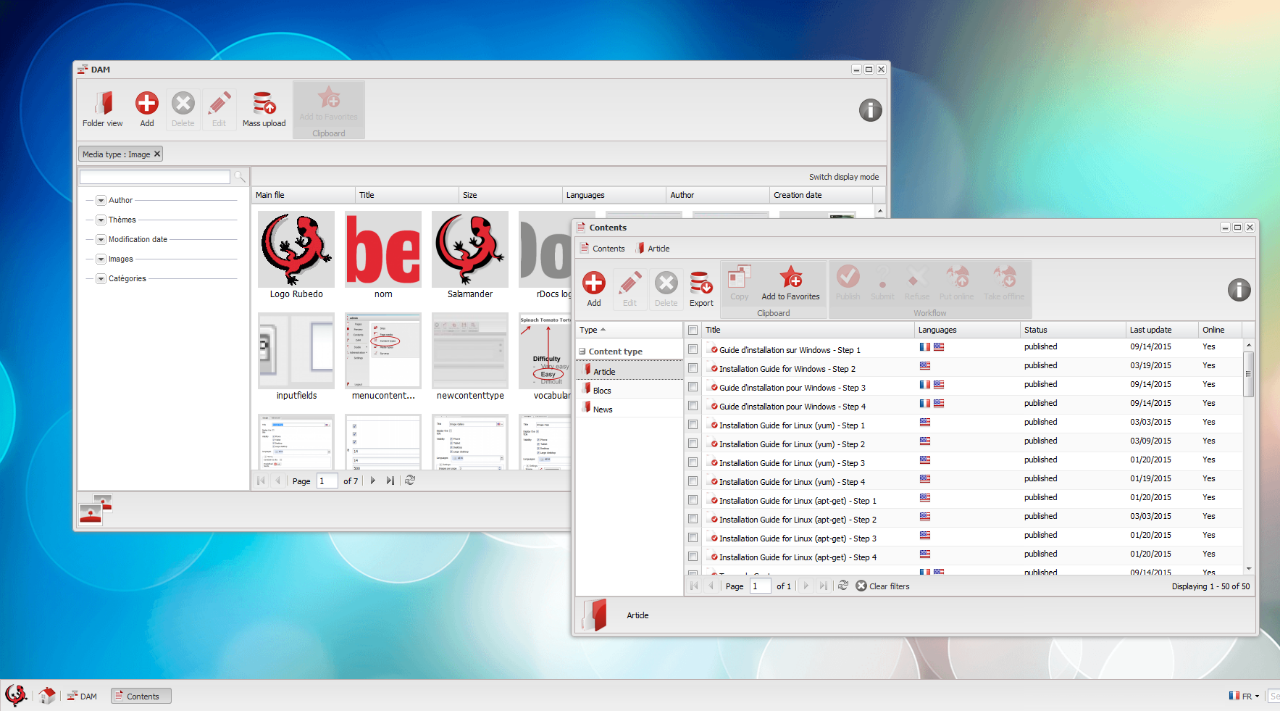 DAM
Folder view
Add
Delete
Edit
Mass upload
Add to Favorites
Clipboard
Media type : Image
Switch display mode
Author
Thèmes
Modification date
Images
Catégories
Main file Title Size Languages Author Creation date
be
Do
Logo Rubedo nom Salamander rDocs log
Spinach Tomato Torte
Difficulty
Very easy
Easy
Difficult
inputfields menucontent... newcontenttype vocabular
Page 1 of 7
Contents
Contents Article
Add
Edit
Delete
Export
Copy
Add to Favorites
Clipboard
Publish
Submit
Refuse
Put online
Take offline
Workflow
Type
Content type
Article
Blocs
News
Title Languages Status Last update Online
Guide d'installation sur Windows - Step 1 published 09/14/2015 Yes
Installation Guide for Windows - Step 2 published 03/19/2015 Yes
Guide d'installation pour Windows - Step 3 published 09/14/2015 Yes
Guide d'installation pour Windows - Step 4 published 09/14/2015 Yes
Installation Guide for Linux (yum) - Step 1 published 03/03/2015 Yes
Installation Guide for Linux (yum) - Step 2 published 03/09/2015 Yes
Installation Guide for Linux (yum) - Step 3 published 01/20/2015 Yes
Installation Guide for Linux (yum) - Step 4 published 01/19/2015 Yes
Installation Guide for Linux (apt-get) - Step 1 published 01/20/2015 Yes
Installation Guide for Linux (apt-get) - Step 2 published 03/03/2015 Yes
Installation Guide for Linux (apt-get) - Step 3 published 01/20/2015 Yes
Installation Guide for Linux (apt-get) - Step 4 published 01/20/2015 Yes
published 09/14/2015 Yes
Page 1 of 1 Clear filters Displaying 1 - 50 of 50
Article
DAM Contents FR Se